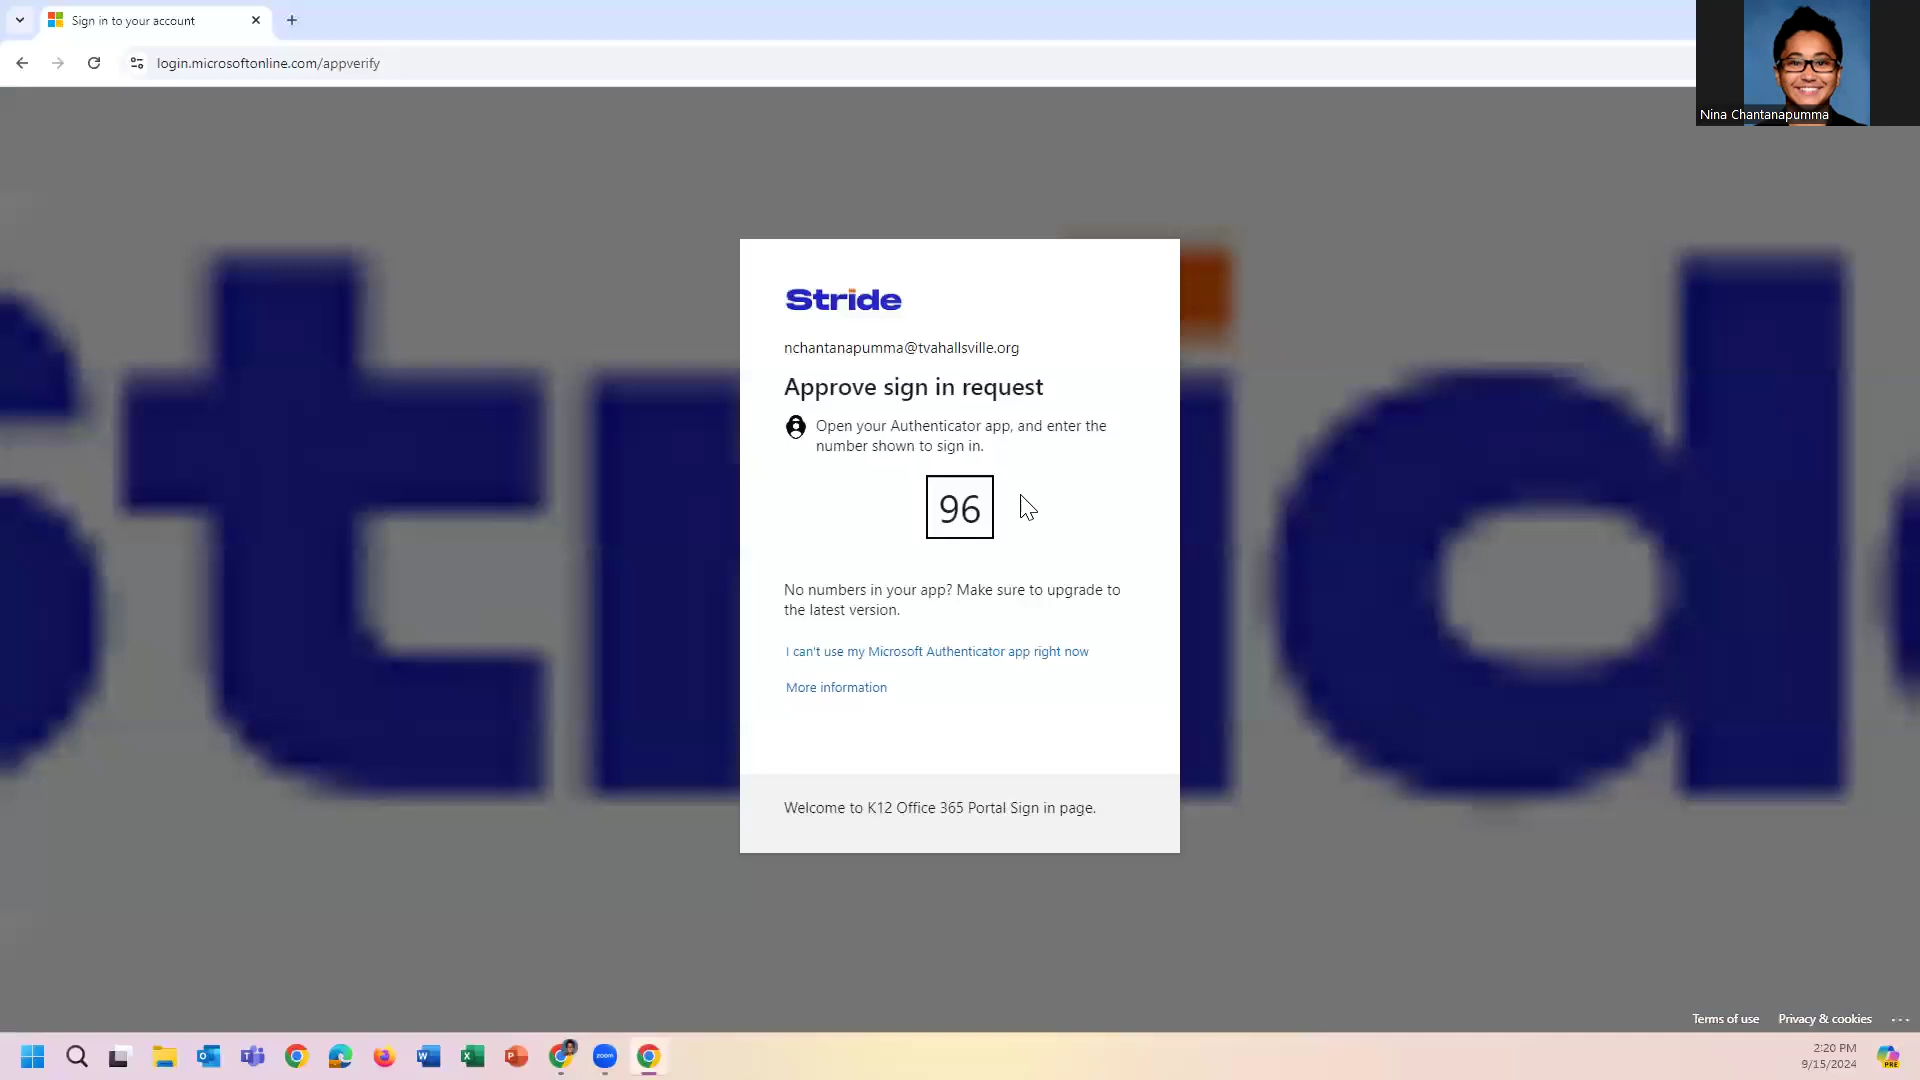 Sign in to your account
login.microsoftonline.com/appverify
Nina Chantanapumma
Stride
nchantanapumma@tvahallsville.org
Approve sign in request
Open your Authenticator app, and enter the
number shown to sign in.
96
No numbers in your app? Make sure to upgrade to
the latest version.
I can't use my Microsoft Authenticator app right now
More information
Welcome to K12 Office 365 Portal Sign in page.
Stride
Terms of use Privacy & cookies ...
zoom
2:20 PM
9/15/2024
PRE